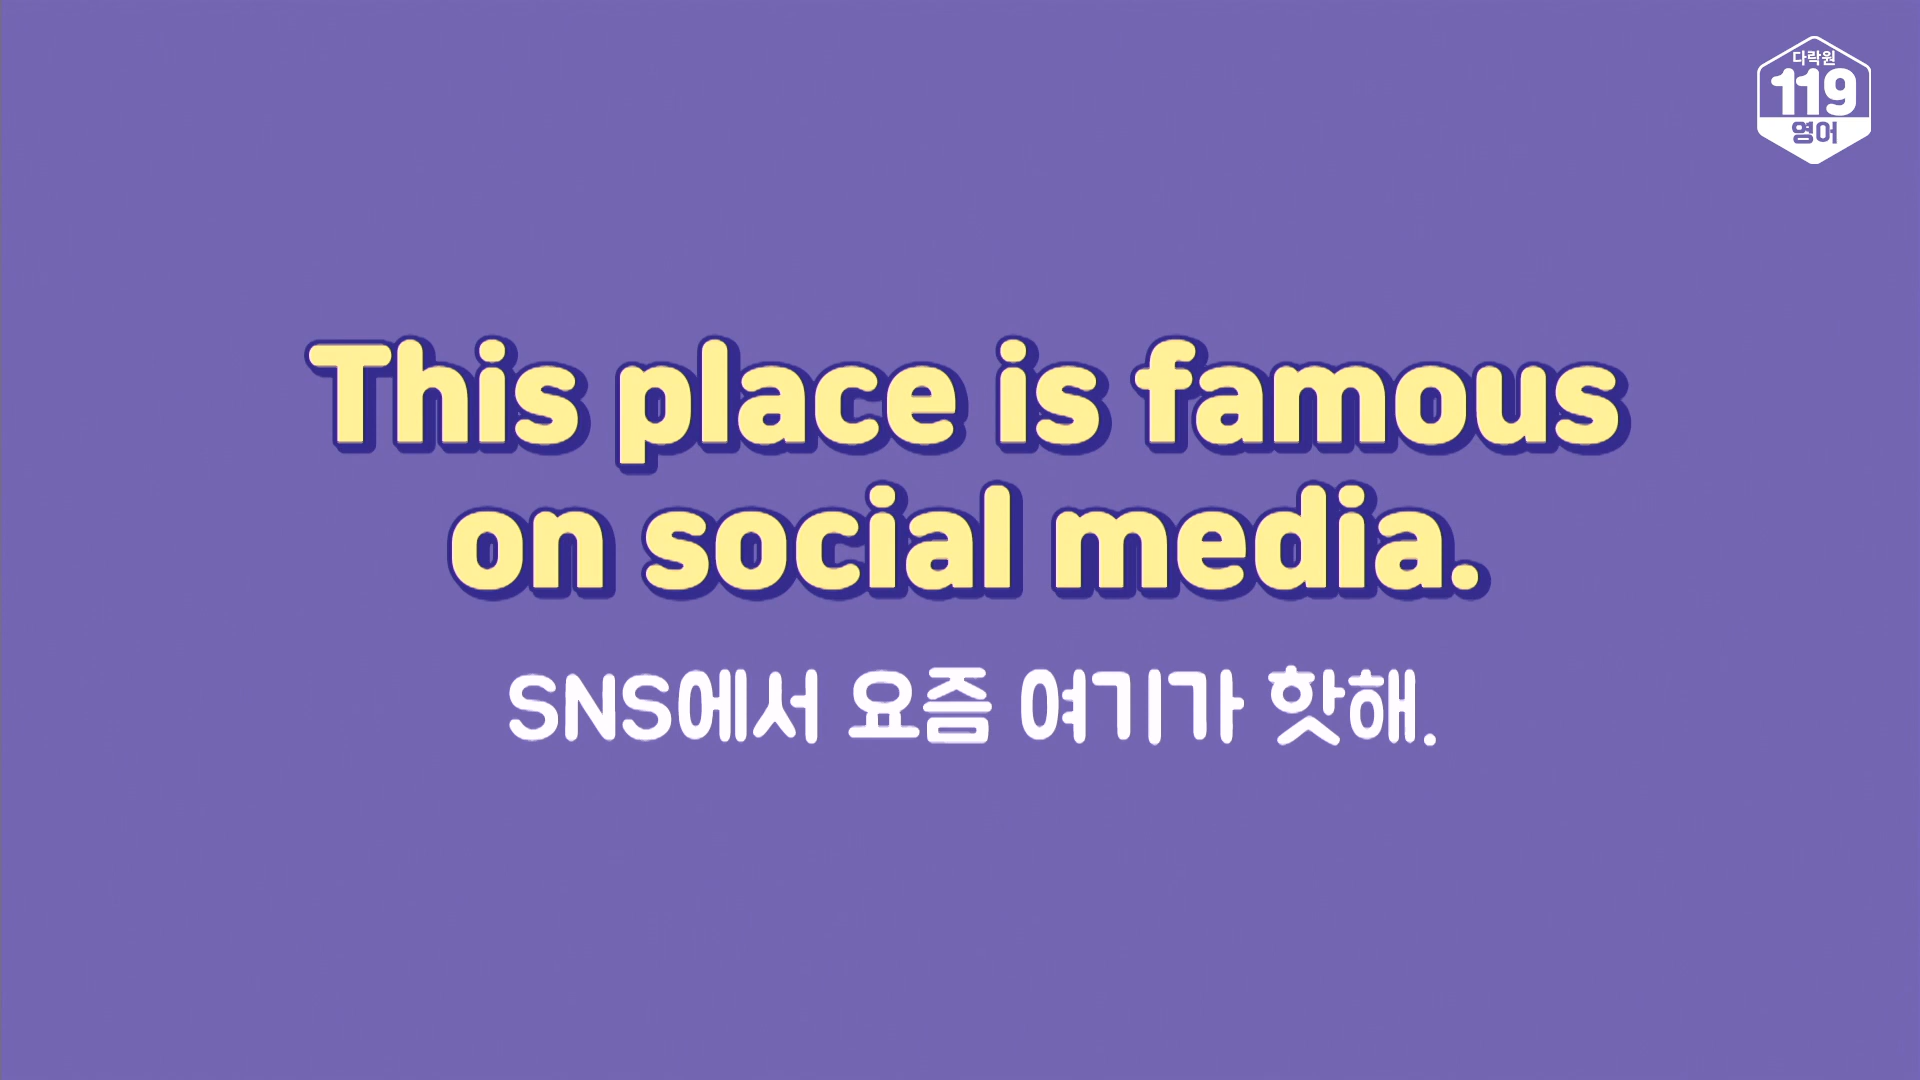 다락원
119
영어
This place is famous
on social media.
SNS에서 요즘 여기가 핫해.